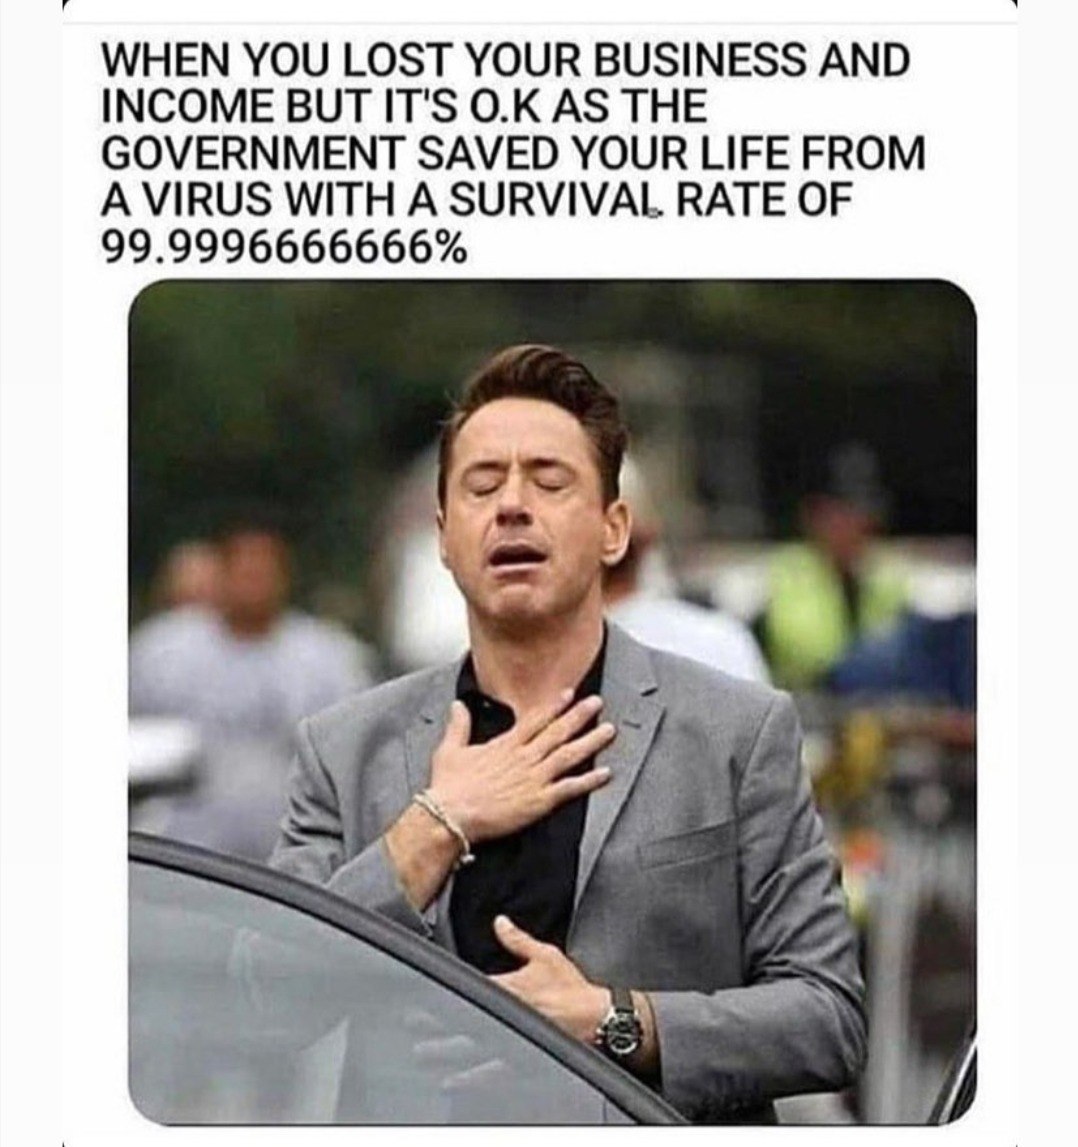 WHEN YOU LOST YOUR BUSINESS AND
INCOME BUT IT'S O.K AS THE
GOVERNMENT SAVED YOUR LIFE FROM
A VIRUS WITH A SURVIVAL RATE OF
99.9996666666%